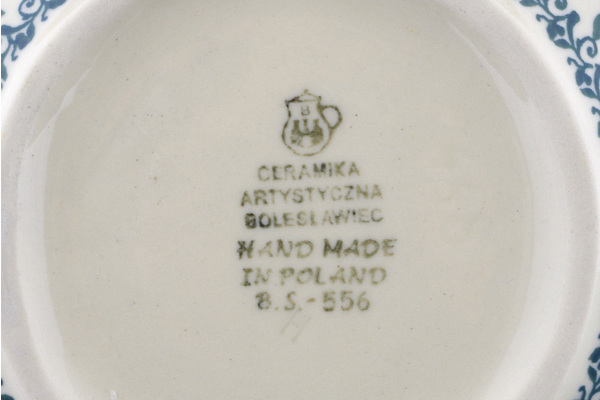 B
CERAMIKA
ARTYSTYCZNA
BOLESŁAWIEC
HAND MADE
IN POLAND
B.S.-556